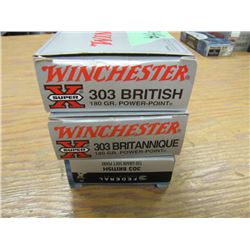 WINCHESTER
SUPER X
303 BRITISH
180 GR. POWER-POINT®
WINCHESTER
SUPER X
303 BRITANNIQUE
180 GR. POWER-POINT®
FEDERAL
303 BRITISH